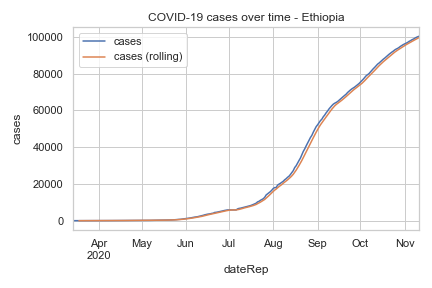 COVID-19 cases over time - Ethiopia
cases
cases (rolling)
100000
80000
60000
40000
20000
0
cases
Apr May Jun Jul Aug Sep Oct Nov
2020
dateRep